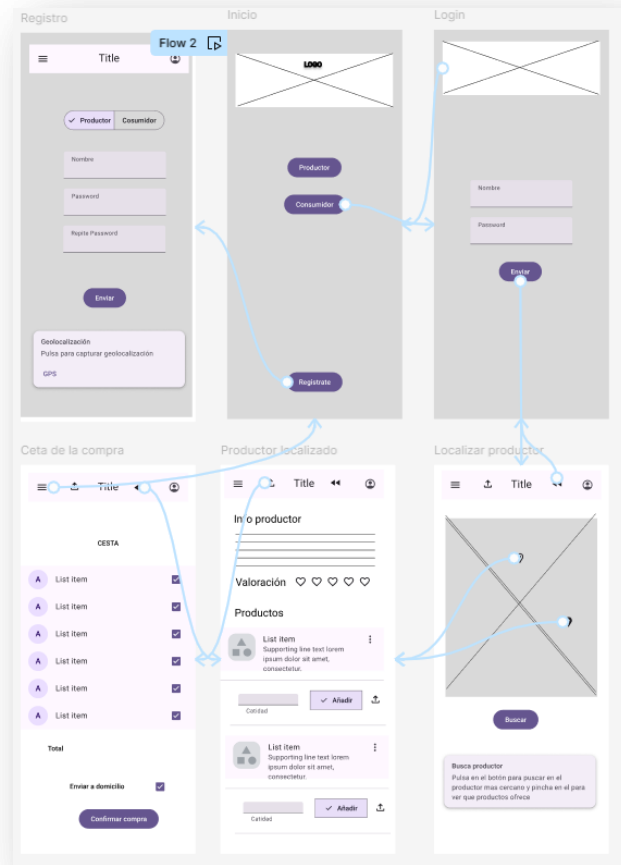 Registro
Flow 2
Title
Productor
Cosumidor
Nombre
Password
Repita Password
Enviar
Geolocalización
Pulsa para capturar geolocalización
GPS
Inicio
LOGO
Productor
Consumidor
Registrate
Login
Nombre
Password
Enviar
Ceta de la compra
Title
CESTA
A List item
A List item
A List item
A List item
A List item
A List item
Total
Enviar a domicilio
Confirmar compra
Productor localizado
Title
Info productor
Valoración
Productos
List item
Supporting line text lorem
ipsum dolor sit amet,
consectetur.
Catidad
Añadir
List item
Supporting line text lorem
ipsum dolor sit amet,
consectetur.
Catidad
Añadir
Localizar productor
Title
Buscar
Busca productor
Pulsa en el botón para puscar en el
productor mas cercano y pincha en el para
ver que productos ofrece